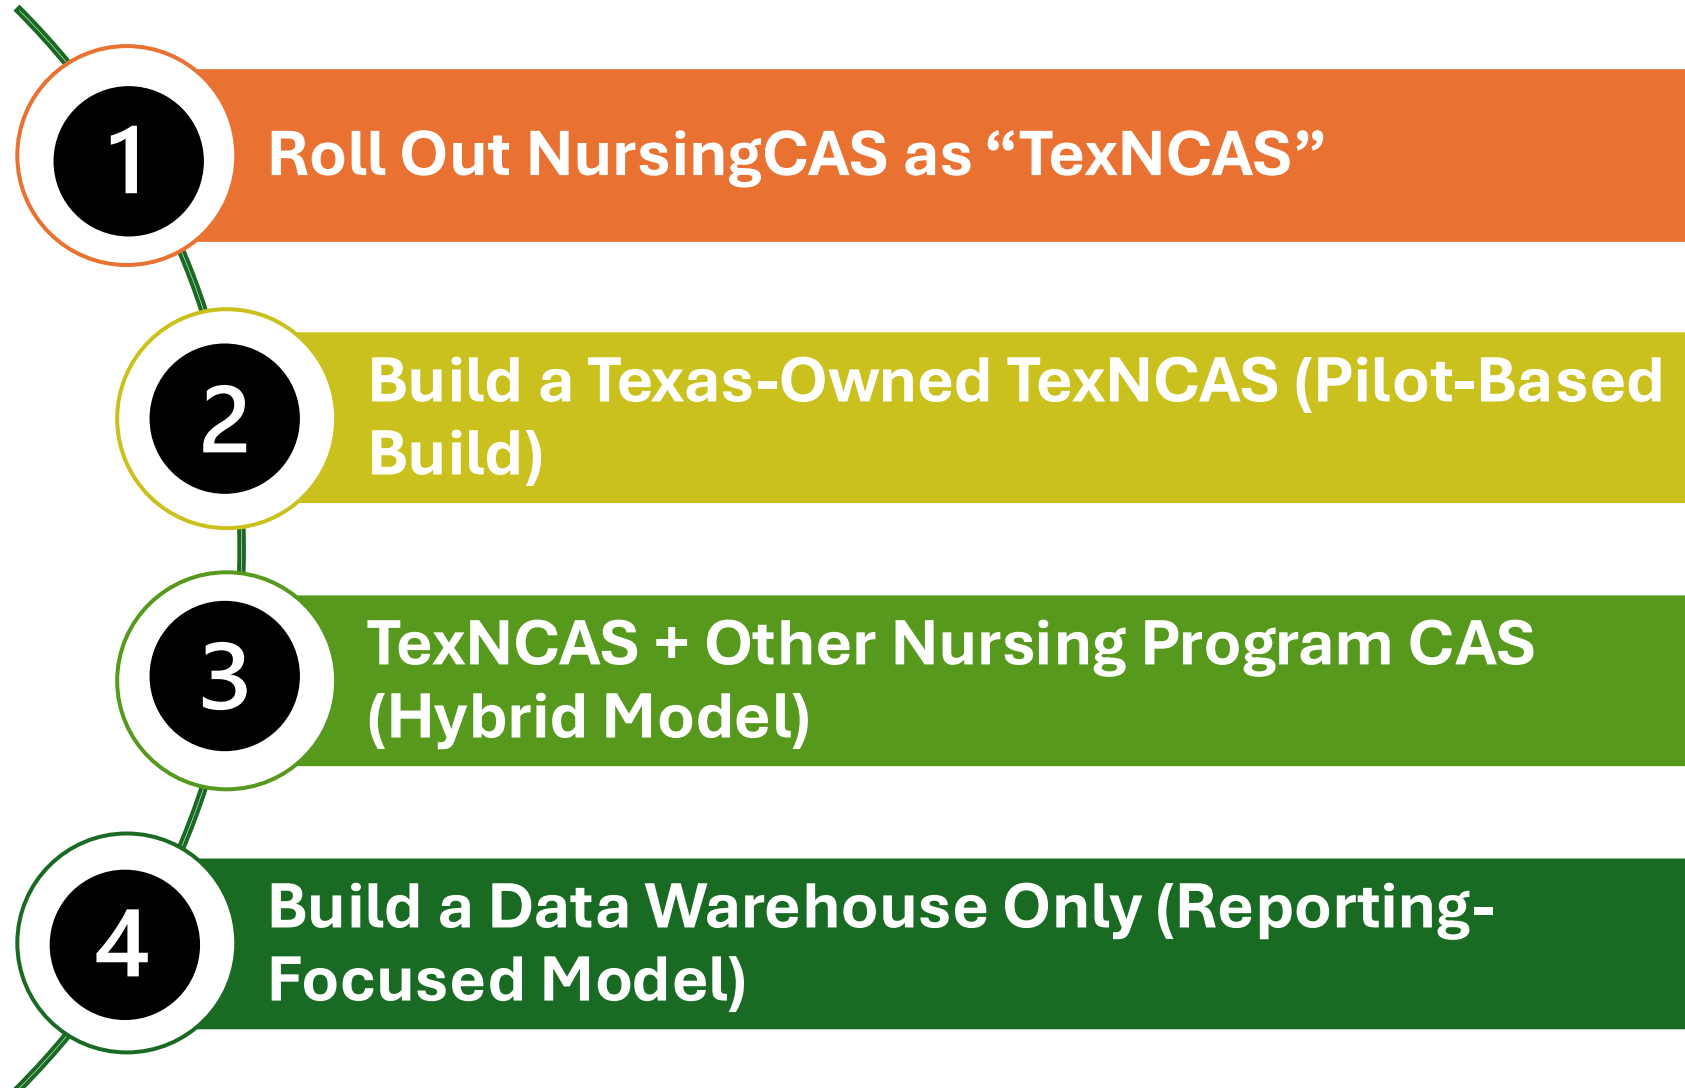 1
Roll Out NursingCAS as “TexNCAS”
2
Build a Texas-Owned TexNCAS (Pilot-Based
Build)
3
TexNCAS + Other Nursing Program CAS
(Hybrid Model)
4
Build a Data Warehouse Only (Reporting-
Focused Model)